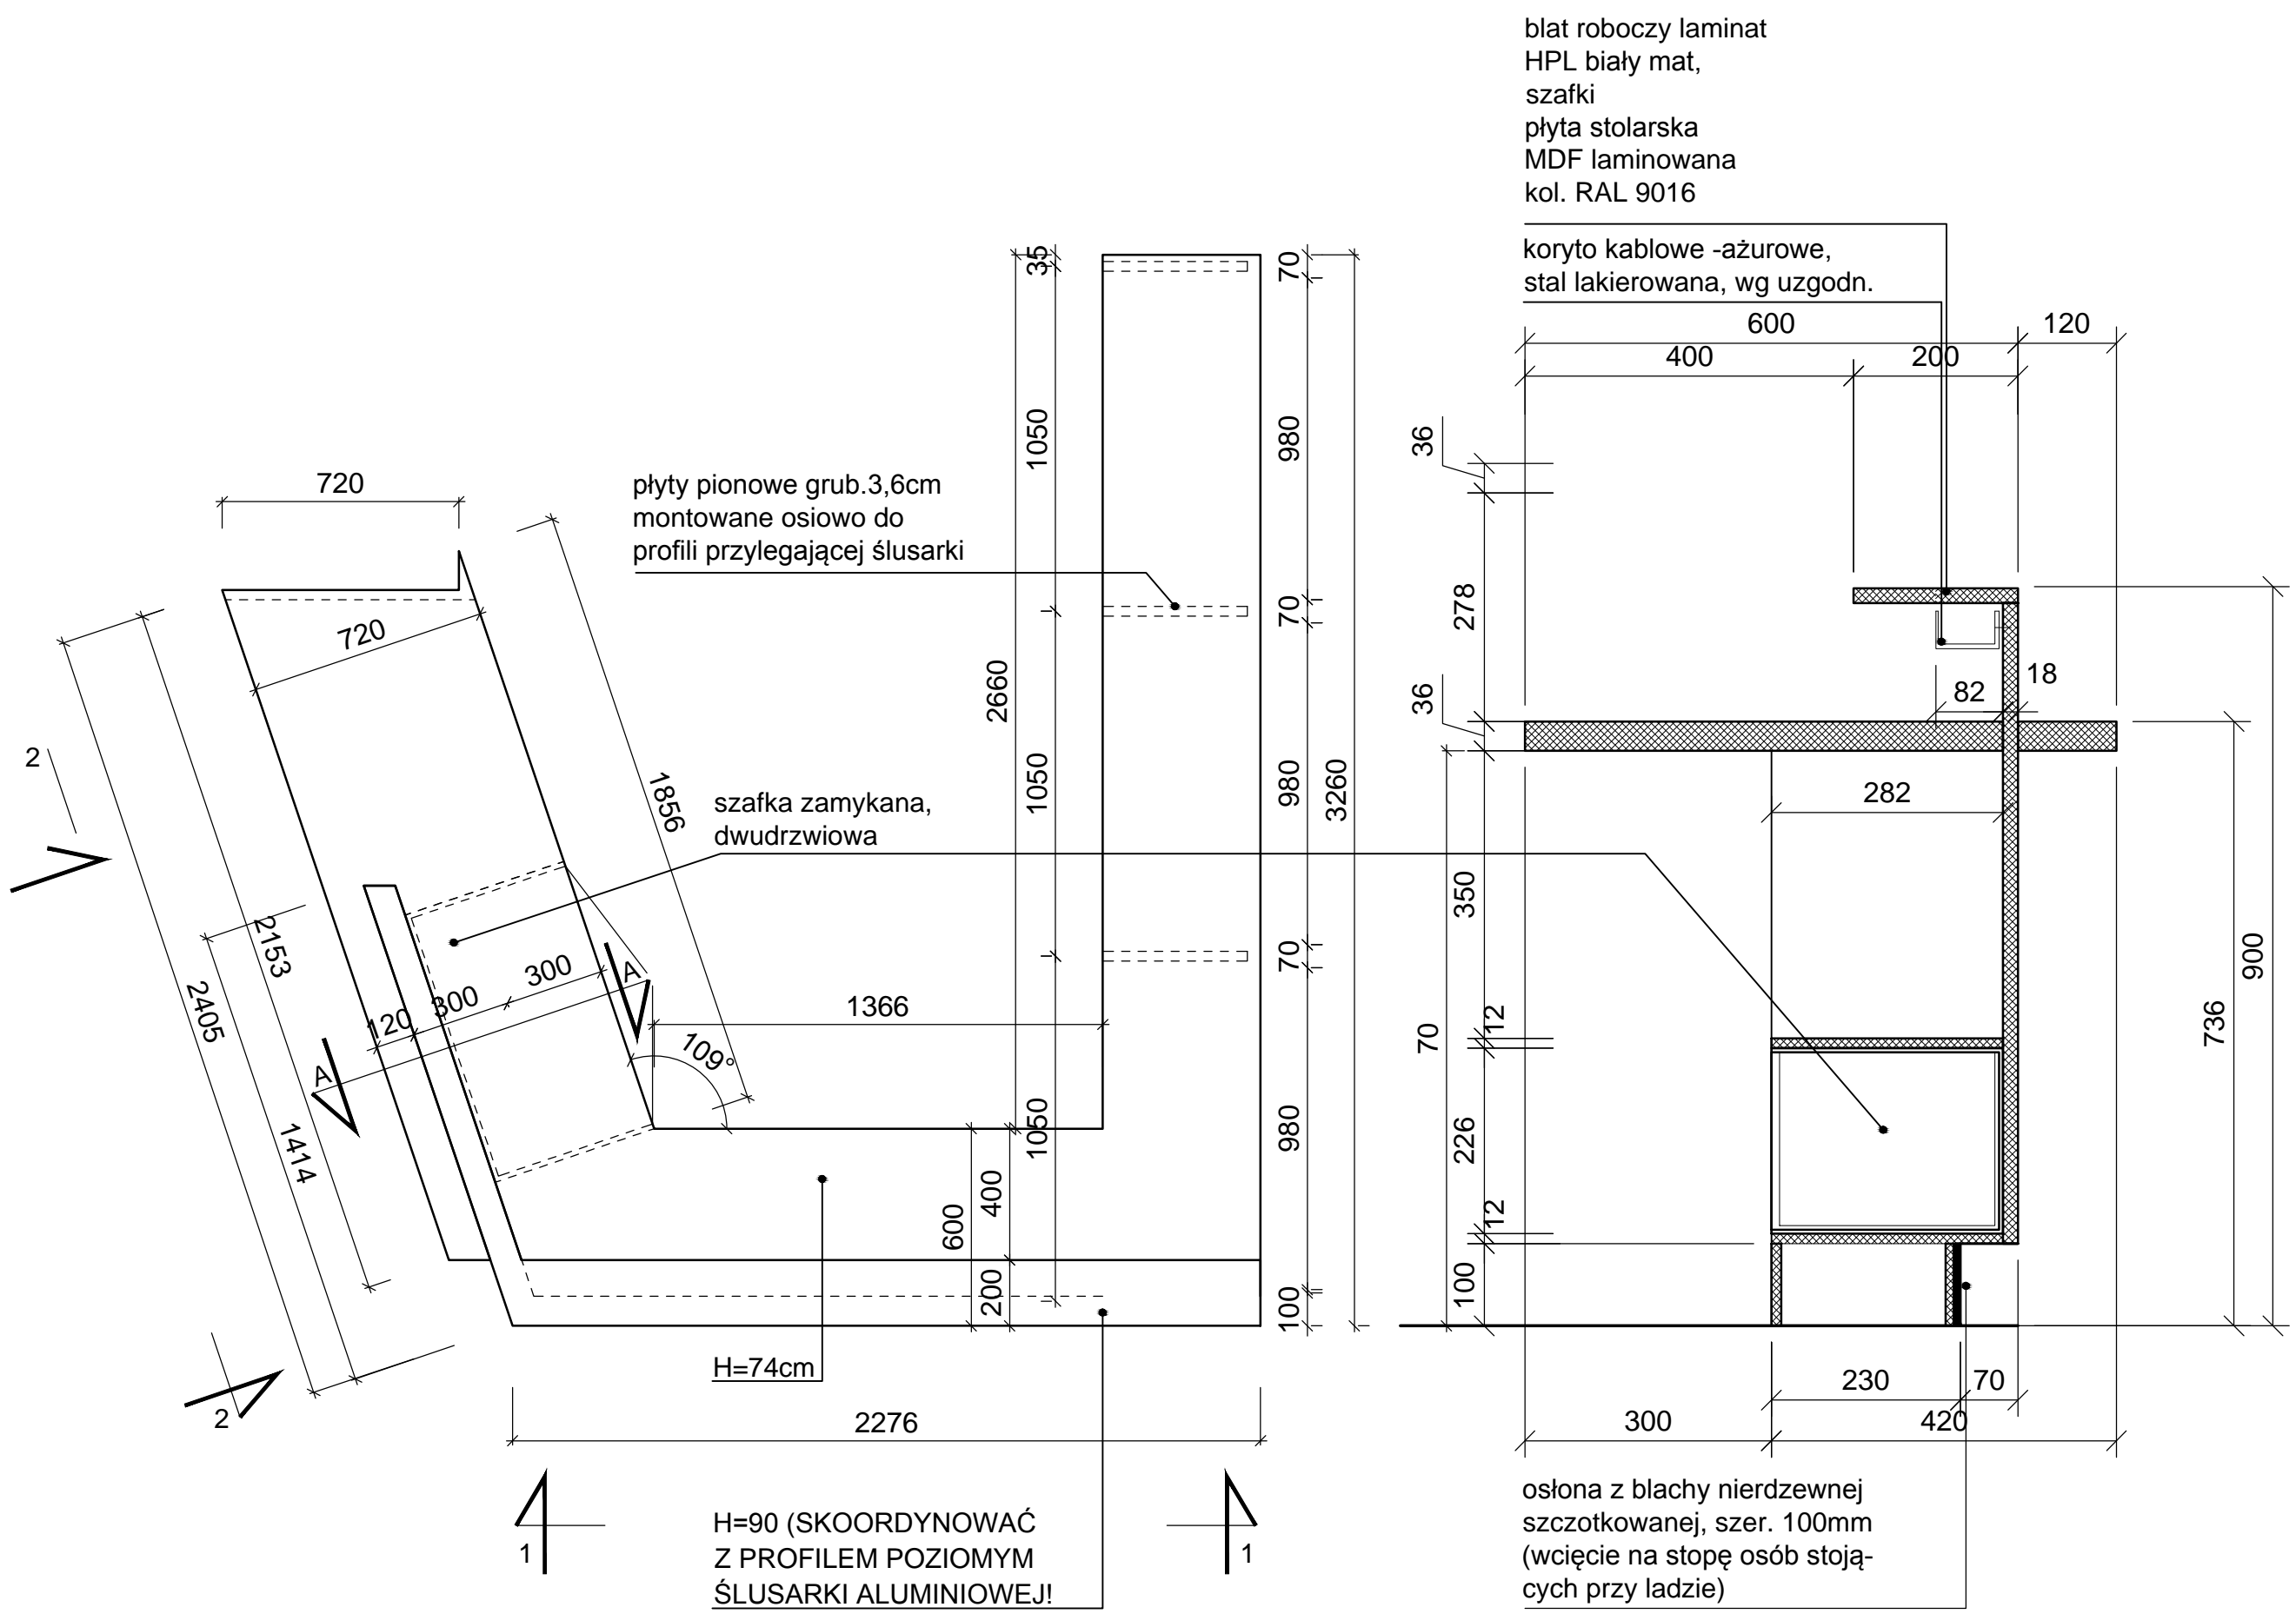 blat roboczy laminat
HPL biały mat,
szafki
płyta stolarska
MDF laminowana
kol. RAL 9016
koryto kablowe -ażurowe,
stal lakierowana, wg uzgodn.
600
120
400
200
36
278
36
82
18
282
350
12
226
12
100
70
736
900
230
70
300
420
osłona z blachy nierdzewnej
szczotkowanej, szer. 100mm
(wcięcie na stopę osób stoją-
cych przy ladzie)
35
70
1050
980
płyty pionowe grub.3,6cm
montowane osiowo do
profili przylegającej ślusarki
70
2660
1050
980
3260
70
1050
980
100
720
720
1856
szafka zamykana,
dwudrzwiowa
2
2153
2405
1414
120
300
300
A
A
1366
109°
600
400
200
H=74cm
2
2276
1
1
H=90 (SKOORDYNOWAĆ
Z PROFILEM POZIOMYM
ŚLUSARKI ALUMINIOWEJ!